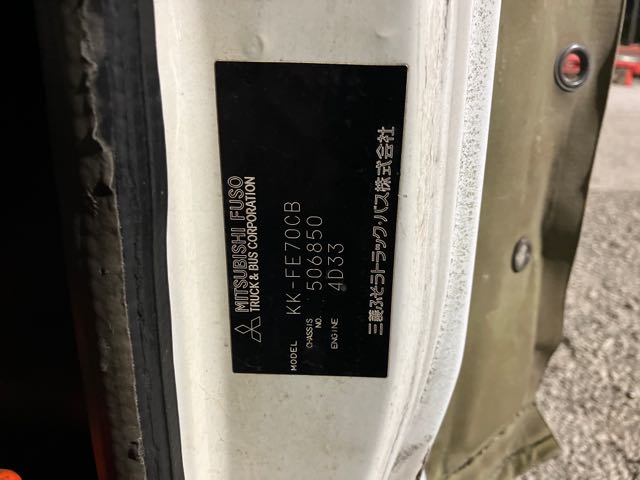 MITSUBISHI FUSO
TRUCK & BUS CORPORATION
MODEL KK-FE70CB
CHASSIS NO. 506850
ENGINE 4D33
三菱ふそうトラック・バス株式会社